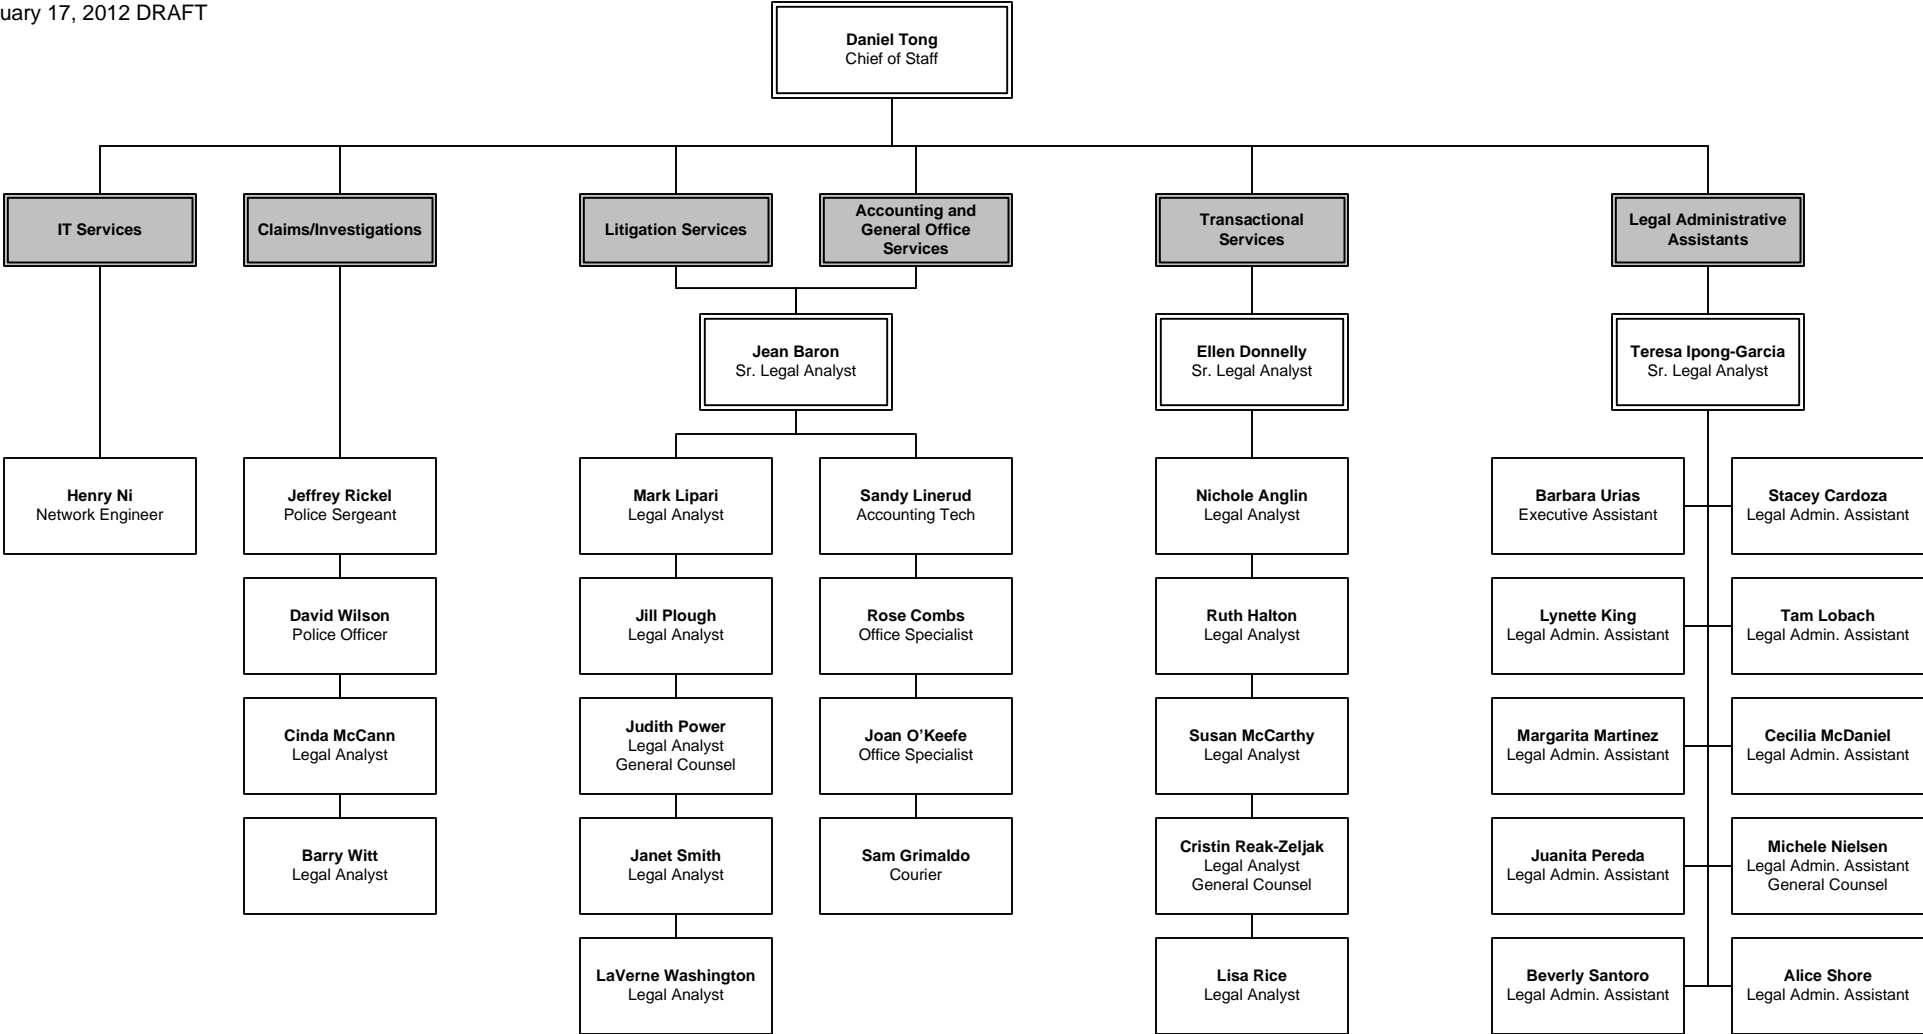 uary 17, 2012 DRAFT
Daniel Tong
Chief of Staff
IT Services
Claims/Investigations
Litigation Services
Accounting and
General Office
Services
Transactional
Services
Legal Administrative
Assistants
Jean Baron
Sr. Legal Analyst
Ellen Donnelly
Sr. Legal Analyst
Teresa Ipong-Garcia
Sr. Legal Analyst
Henry Ni
Network Engineer
Jeffrey Rickel
Police Sergeant
Mark Lipari
Legal Analyst
Sandy Linerud
Accounting Tech
Nichole Anglin
Legal Analyst
Barbara Urias
Executive Assistant
Stacey Cardoza
Legal Admin. Assistant
David Wilson
Police Officer
Jill Plough
Legal Analyst
Rose Combs
Office Specialist
Ruth Halton
Legal Analyst
Lynette King
Legal Admin. Assistant
Tam Lobach
Legal Admin. Assistant
Cinda McCann
Legal Analyst
Judith Power
Legal Analyst
General Counsel
Joan O’Keefe
Office Specialist
Susan McCarthy
Legal Analyst
Margarita Martinez
Legal Admin. Assistant
Cecilia McDaniel
Legal Admin. Assistant
Barry Witt
Legal Analyst
Janet Smith
Legal Analyst
Sam Grimaldo
Courier
Cristin Reak-Zeljak
Legal Analyst
General Counsel
Juanita Pereda
Legal Admin. Assistant
Michele Nielsen
Legal Admin. Assistant
General Counsel
LaVerne Washington
Legal Analyst
Lisa Rice
Legal Analyst
Beverly Santoro
Legal Admin. Assistant
Alice Shore
Legal Admin. Assistant